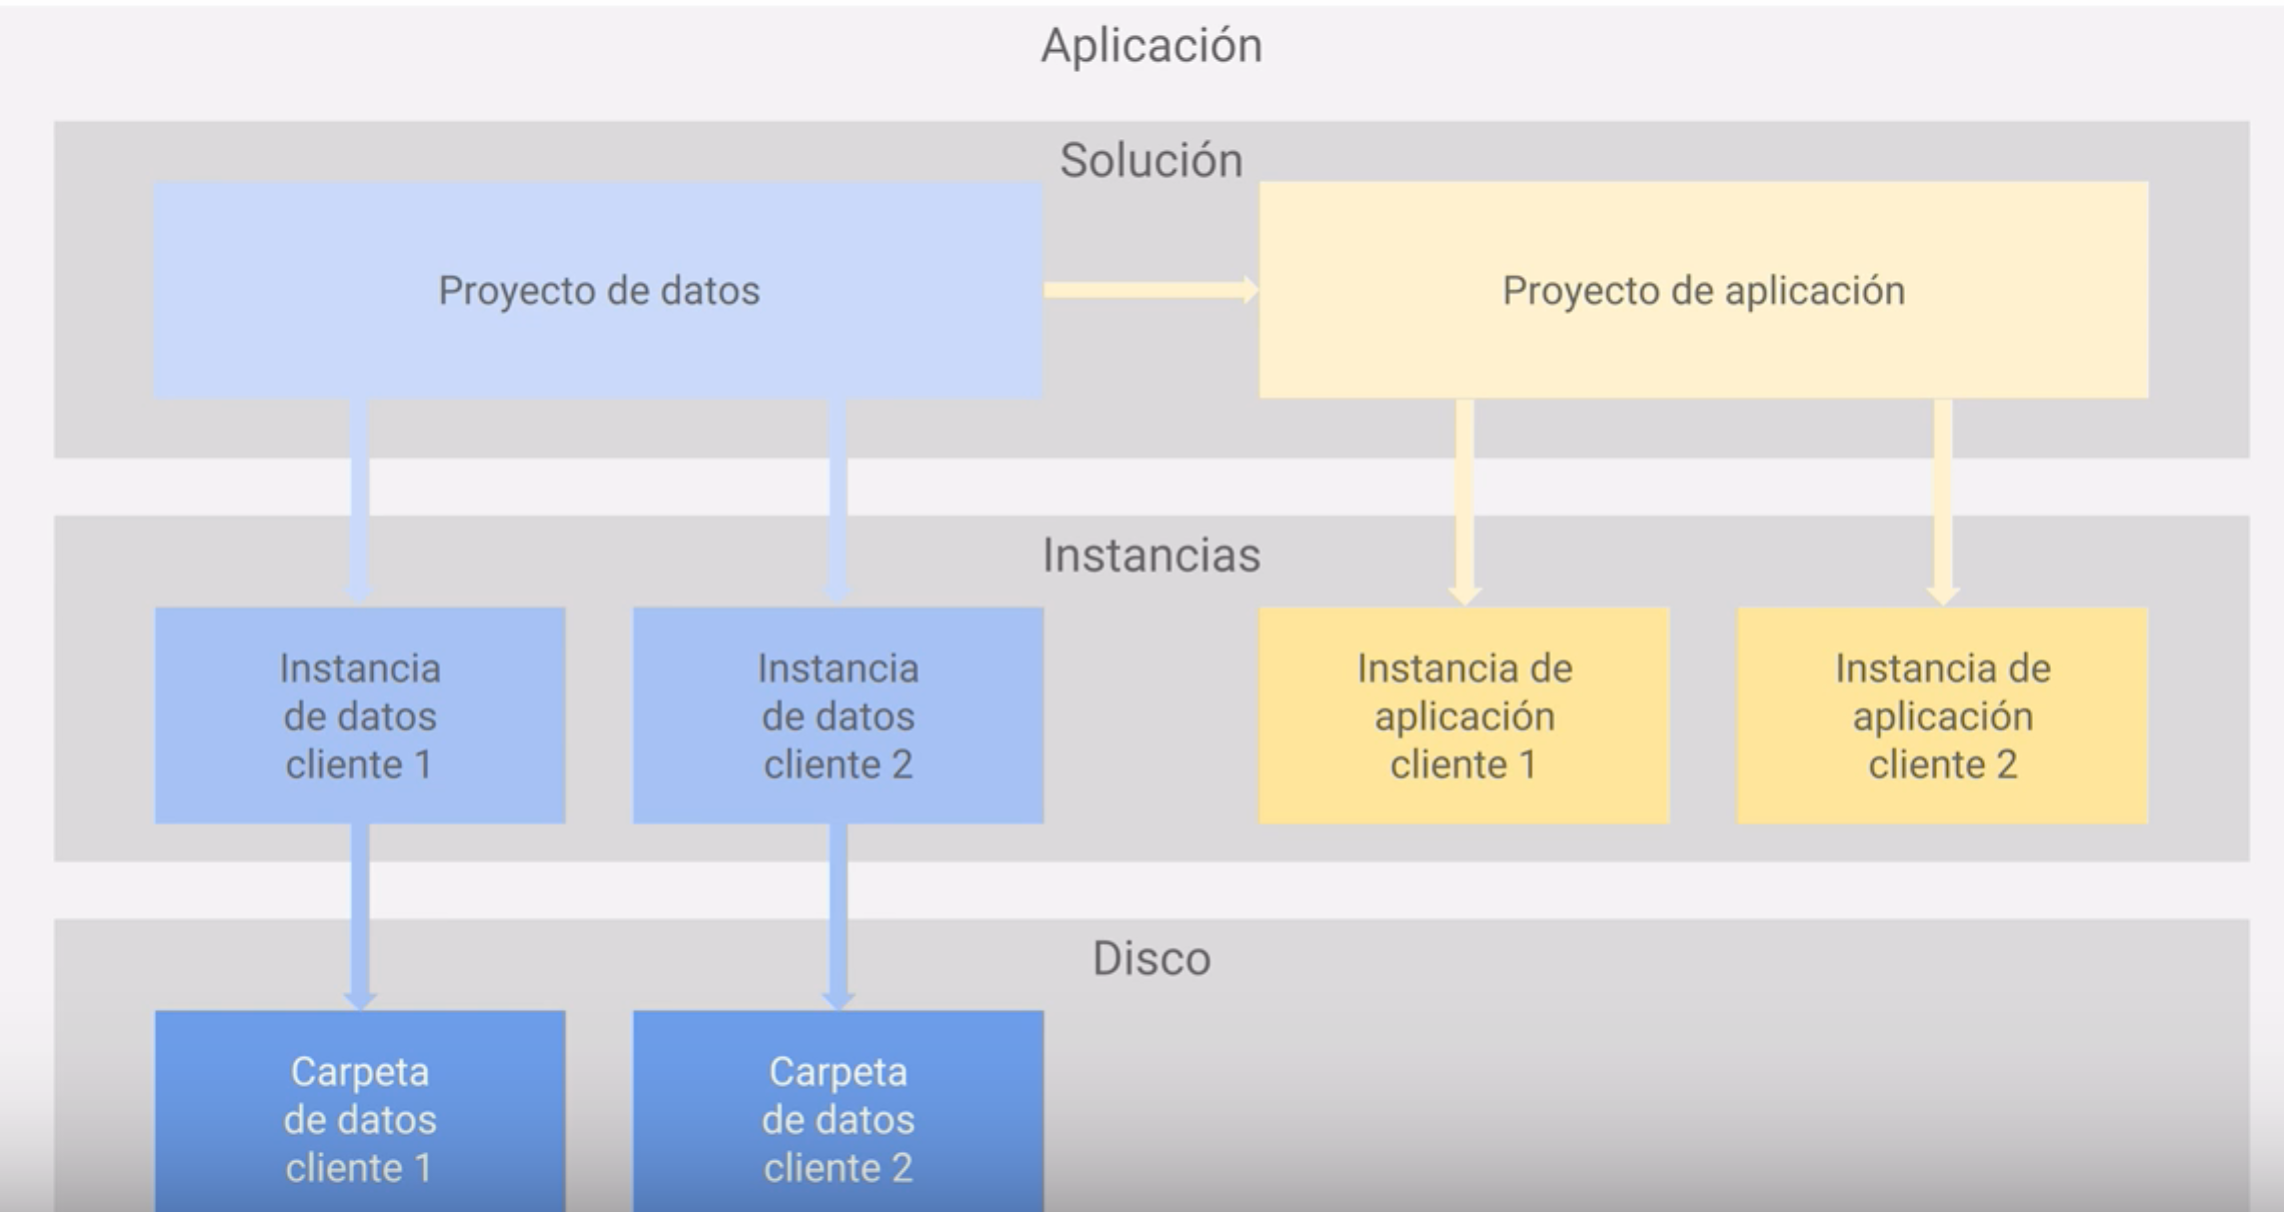 Aplicación
Solución
Proyecto de datos
Proyecto de aplicación
Instancias
Instancia
de datos
cliente 1
Instancia
de datos
cliente 2
Instancia de
aplicación
cliente 1
Instancia de
aplicación
cliente 2
Disco
Carpeta
de datos
cliente 1
Carpeta
de datos
cliente 2